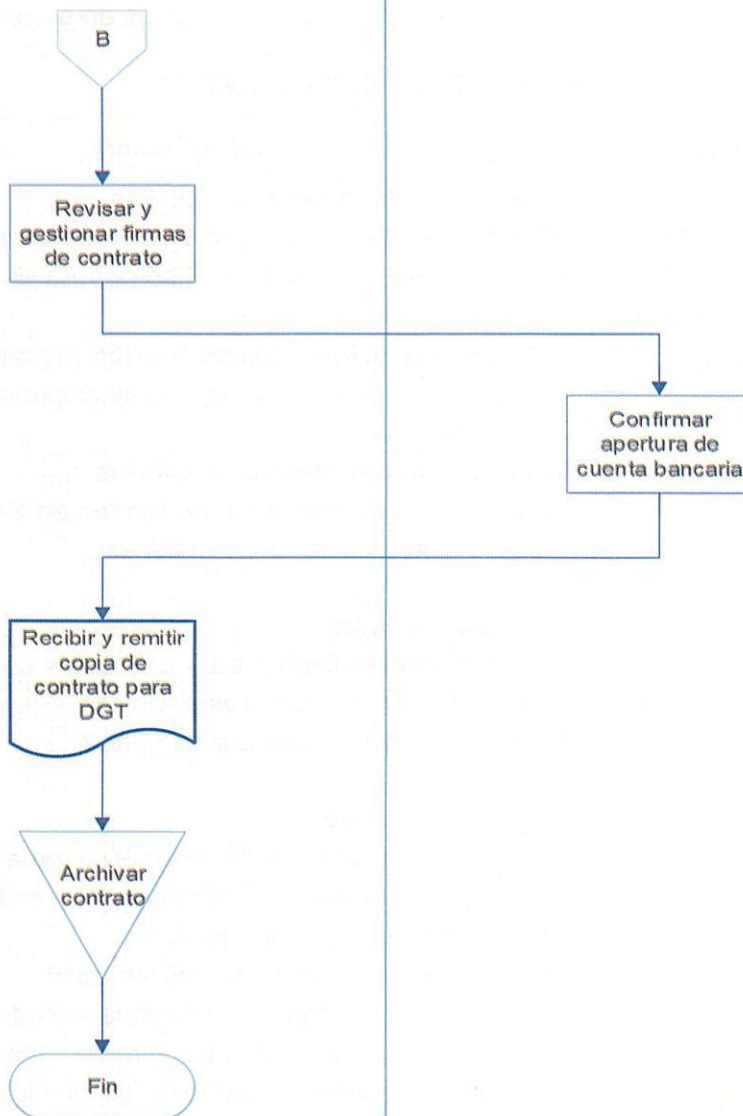 B
Revisar y
gestionar firmas
de contrato
Confirmar
apertura de
cuenta bancaria
Recibir y remitir
copia de
contrato para
DGT
Archivar
contrato
Fin